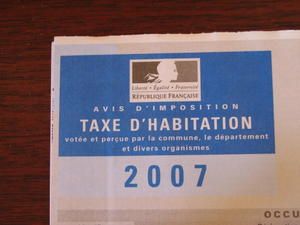 Liberté • Égalité • Fraternité
RÉPUBLIQUE FRANÇAISE
AVIS D'IMPOSITION
TAXE D'HABITATION
votée et perçue par la commune, le département
et divers organismes
2007
OCCU